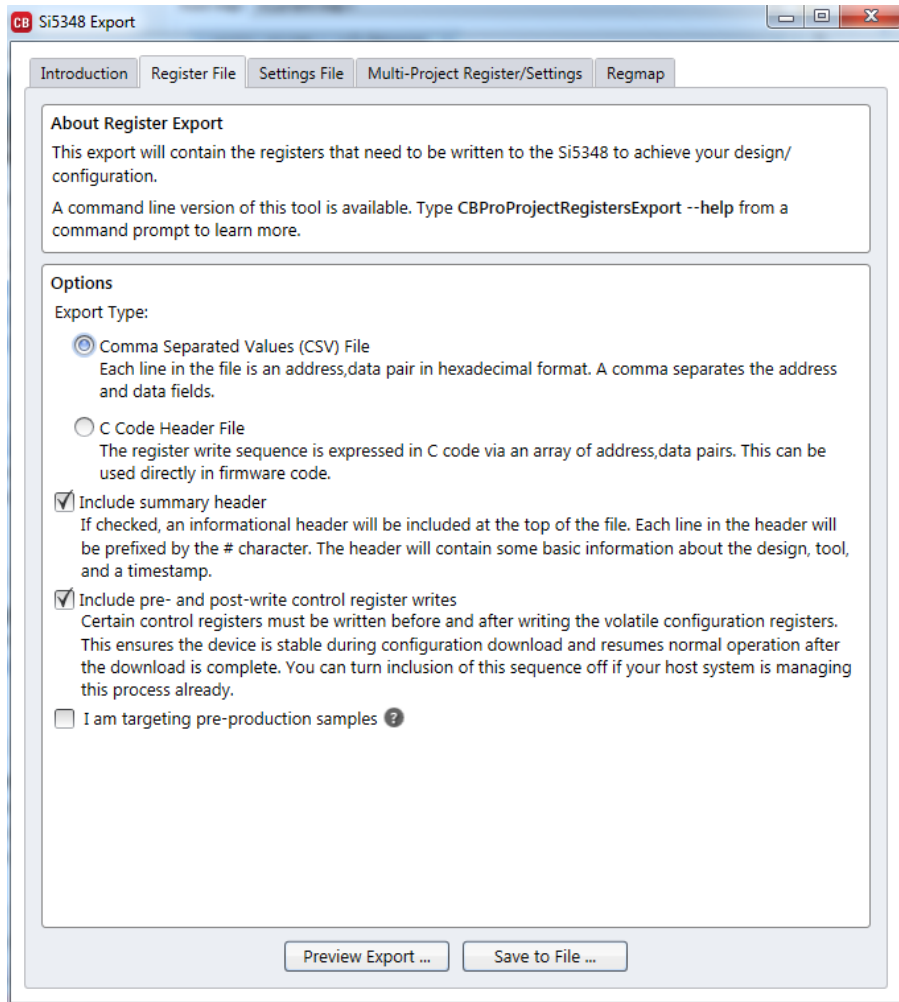 CB Si5348 Export
Introduction Register File Settings File Multi-Project Register/Settings Regmap
About Register Export
This export will contain the registers that need to be written to the Si5348 to achieve your design/
configuration.
A command line version of this tool is available. Type CBProProjectRegistersExport --help from a
command prompt to learn more.
Options
Export Type:
Comma Separated Values (CSV) File
Each line in the file is an address,data pair in hexadecimal format. A comma separates the address
and data fields.
C Code Header File
The register write sequence is expressed in C code via an array of address,data pairs. This can be
used directly in firmware code.
Include summary header
If checked, an informational header will be included at the top of the file. Each line in the header will
be prefixed by the # character. The header will contain some basic information about the design, tool,
and a timestamp.
Include pre- and post-write control register writes
Certain control registers must be written before and after writing the volatile configuration registers.
This ensures the device is stable during configuration download and resumes normal operation after
the download is complete. You can turn inclusion of this sequence off if your host system is managing
this process already.
I am targeting pre-production samples ?
Preview Export ... Save to File ...